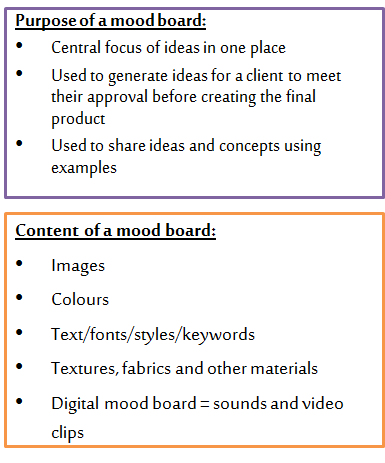 Purpose of a mood board:
• Central focus of ideas in one place
• Used to generate ideas for a client to meet
their approval before creating the final
product
• Used to share ideas and concepts using
examples
Content of a mood board:
• Images
• Colours
• Text/fonts/styles/keywords
• Textures, fabrics and other materials
• Digital mood board = sounds and video
clips